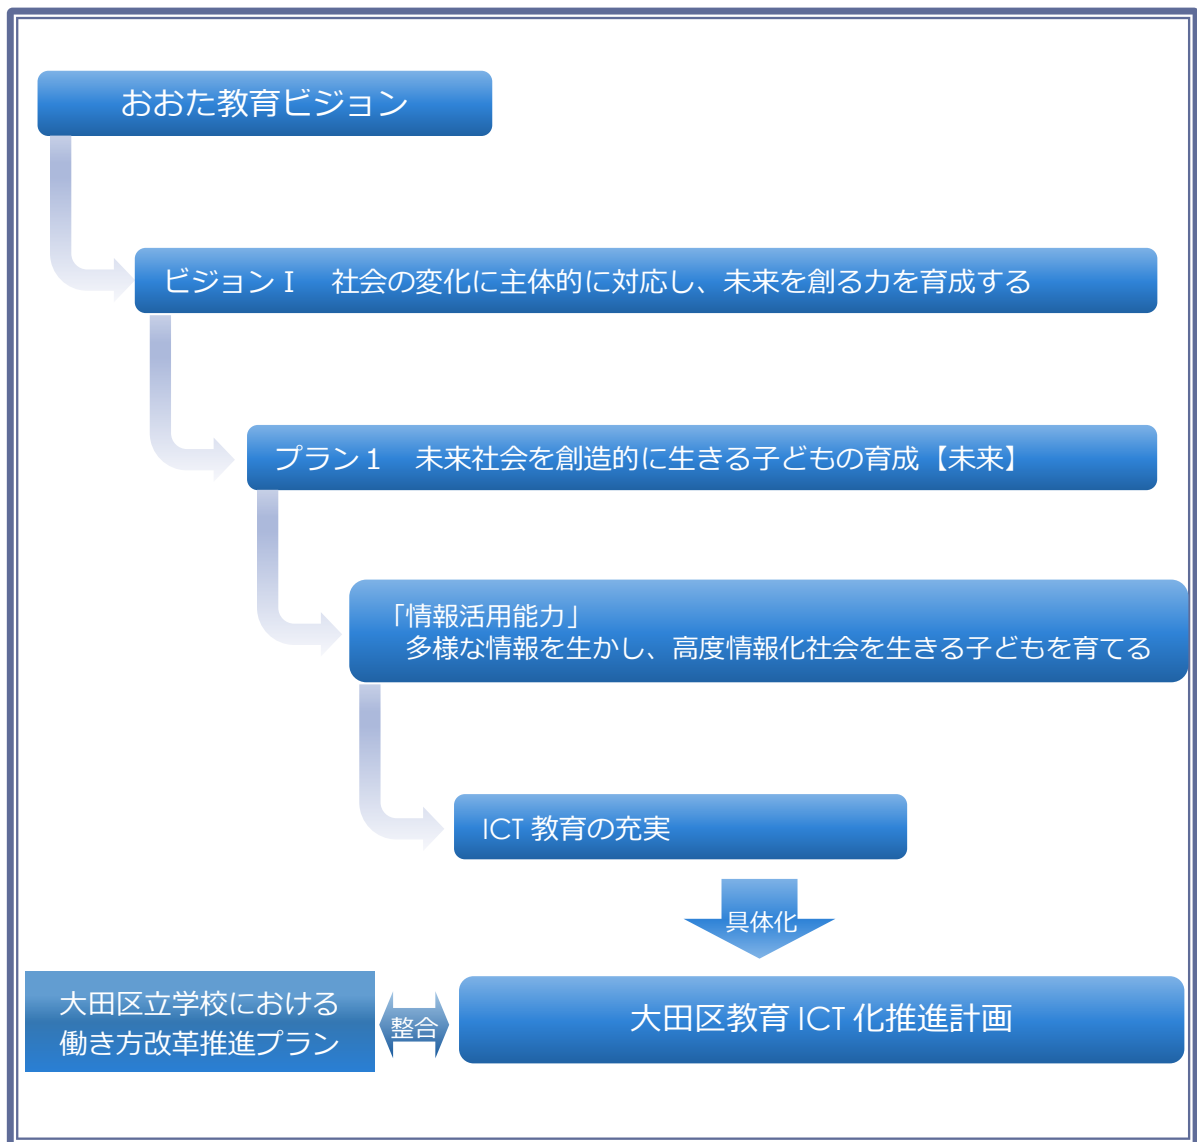 おおた教育ビジョン
ビジョンⅠ　社会の変化に主体的に対応し、未来を創る力を育成する
プラン１　未来社会を創造的に生きる子どもの育成【未来】
「情報活用能力」
多様な情報を生かし、高度情報化社会を生きる子どもを育てる
ICT 教育の充実
具体化
大田区立学校における
働き方改革推進プラン
整合
大田区教育 ICT 化推進計画